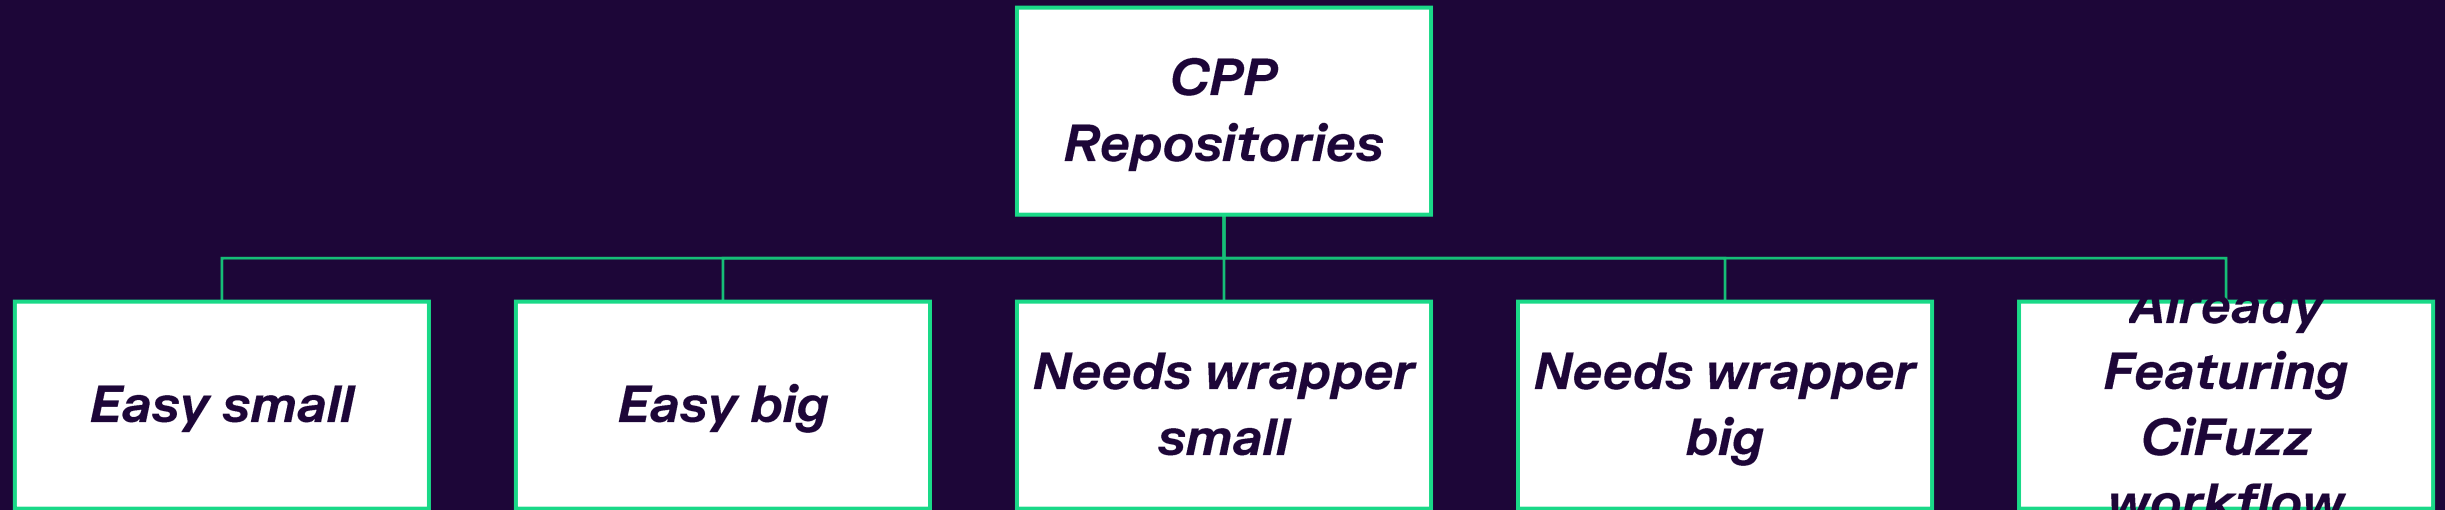 CPP
Repositories
Easy small
Easy big
Needs wrapper
small
Needs wrapper
big
Already
Featuring
CiFuzz
workflow